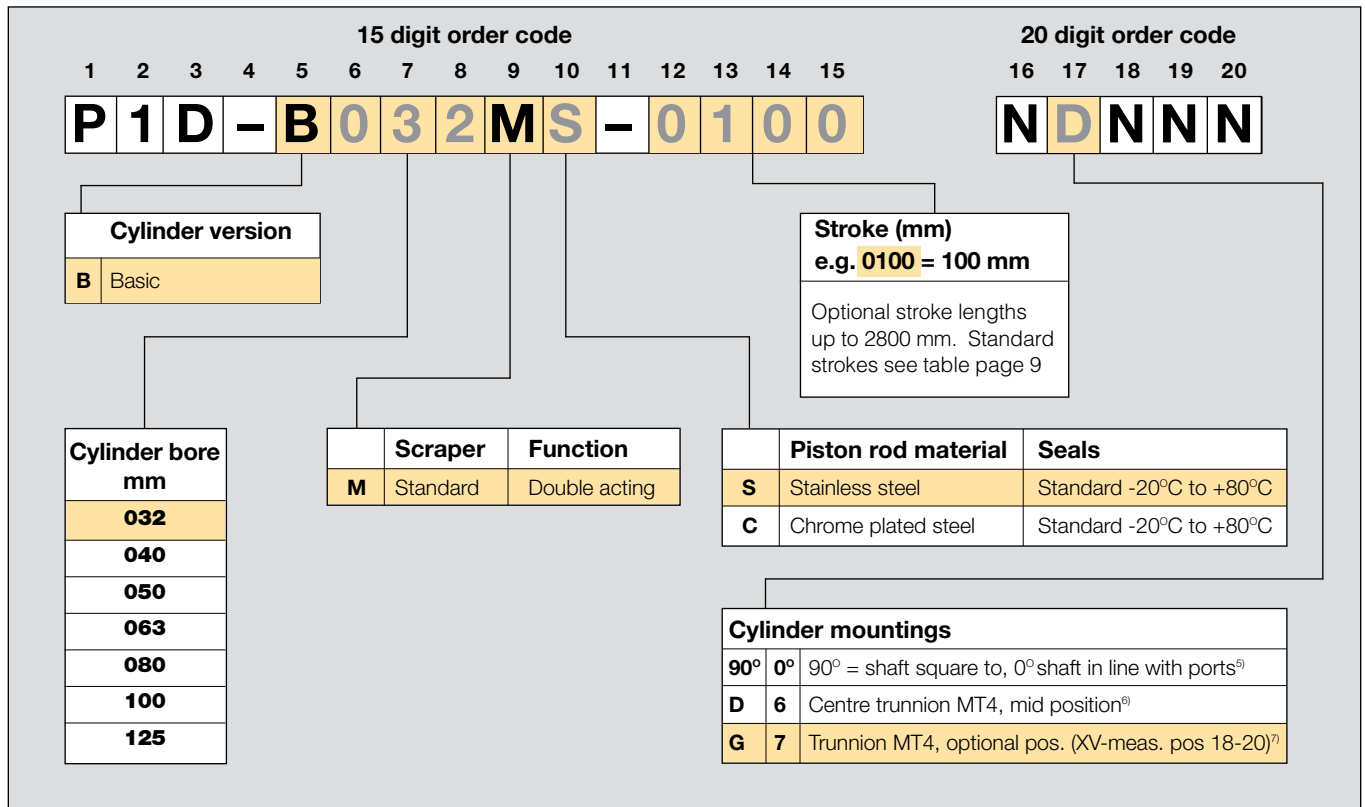 15 digit order code
20 digit order code
1 2 3 4 5 6 7 8 9 10 11 12 13 14 15
16 17 18 19 20
P 1 D – B 0 3 2 M S – 0 1 0 0
N D N N N
Cylinder version
B Basic
Stroke (mm)
e.g. 0100 = 100 mm
Optional stroke lengths
up to 2800 mm. Standard
strokes see table page 9
Cylinder bore
mm
032
040
050
063
080
100
125
Scraper Function
M Standard Double acting
Piston rod material Seals
S Stainless steel Standard -20°C to +80°C
C Chrome plated steel Standard -20°C to +80°C
Cylinder mountings
90° 0° 90° = shaft square to, 0° shaft in line with ports5)
D 6 Centre trunnion MT4, mid position6)
G 7 Trunnion MT4, optional pos. (XV-meas. pos 18-20)7)